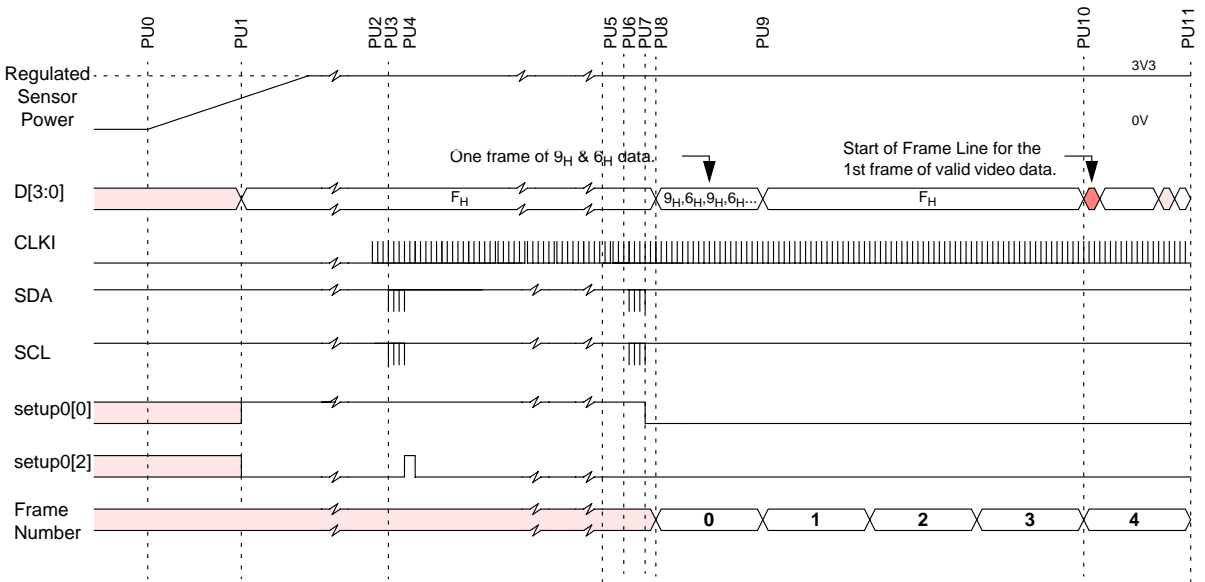 PU0 PU1 PU2 PU3 PU4 PU5 PU6 PU7 PU8 PU9 PU10 PU11
Regulated
Sensor
Power
3V3
0V
One frame of 9H & 6H data.
Start of Frame Line for the
1st frame of valid video data.
D[3:0]
FH
9H,6H,9H,6H...
FH
CLKI
SDA
SCL
setup0[0]
setup0[2]
Frame
Number
0 1 2 3 4